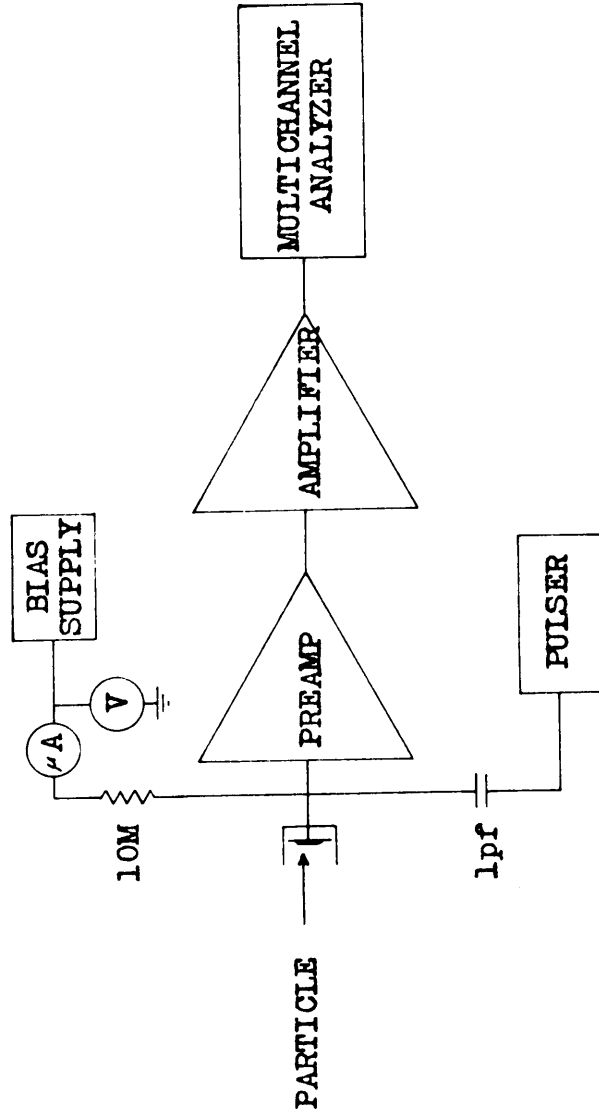 BIAS
SUPPLY
μA
V
10M
PARTICLE
PREAMP
AMPLIFIER
MULTICHANNEL
ANALYZER
1pf
PULSER